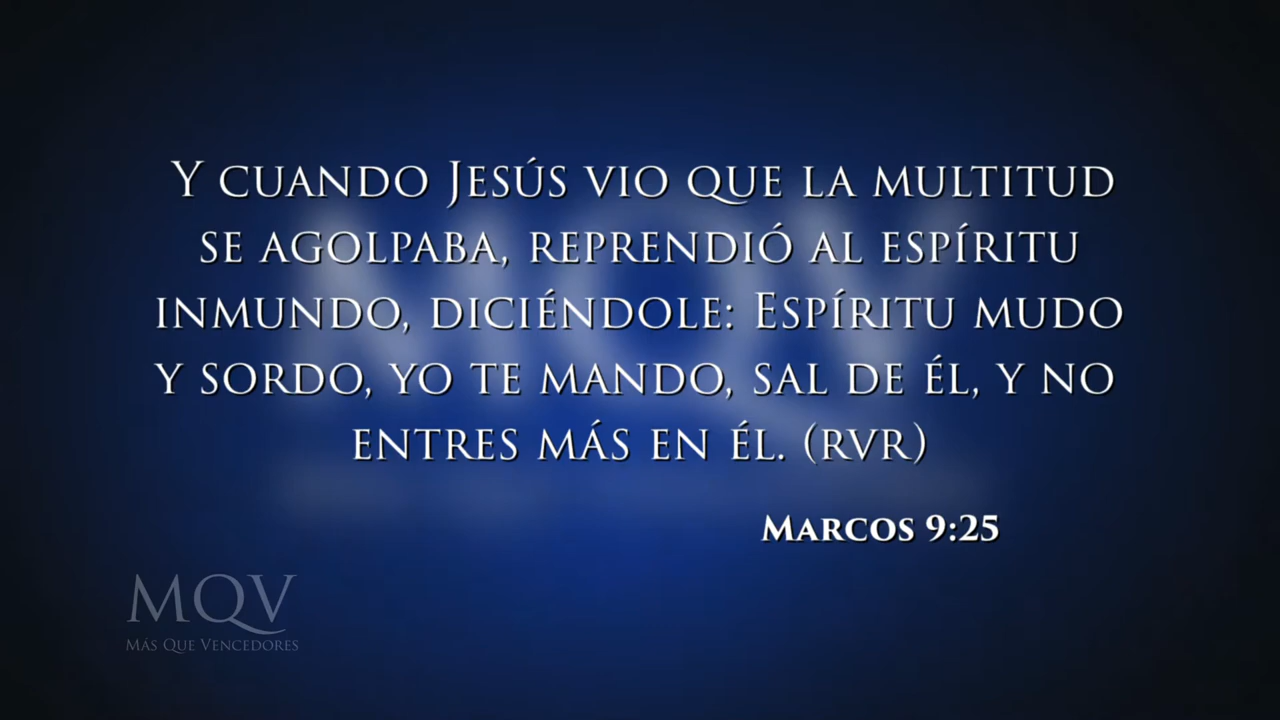 Y cuando Jesús vio que la multitud
se agolpaba, reprendió al espíritu
inmundo, diciéndole: Espíritu mudo
y sordo, yo te mando, sal de él, y no
entres más en él. (rvr)
Marcos 9:25
MQV
Más Que Vencedores